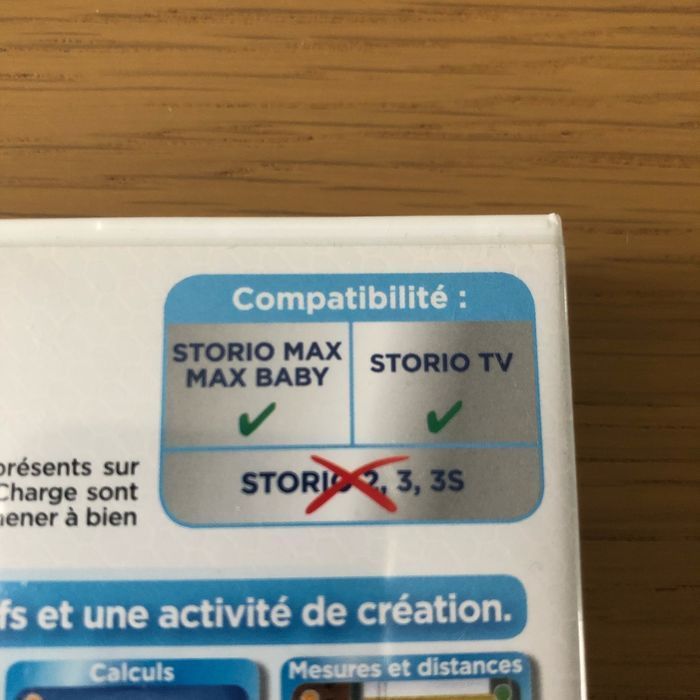 Compatibilité :
STORIO MAX
MAX BABY
STORIO TV
STORIO 2, 3, 3S
présents sur
Charge sont
mener à bien
fs et une activité de création.
Calculs
Mesures et distances